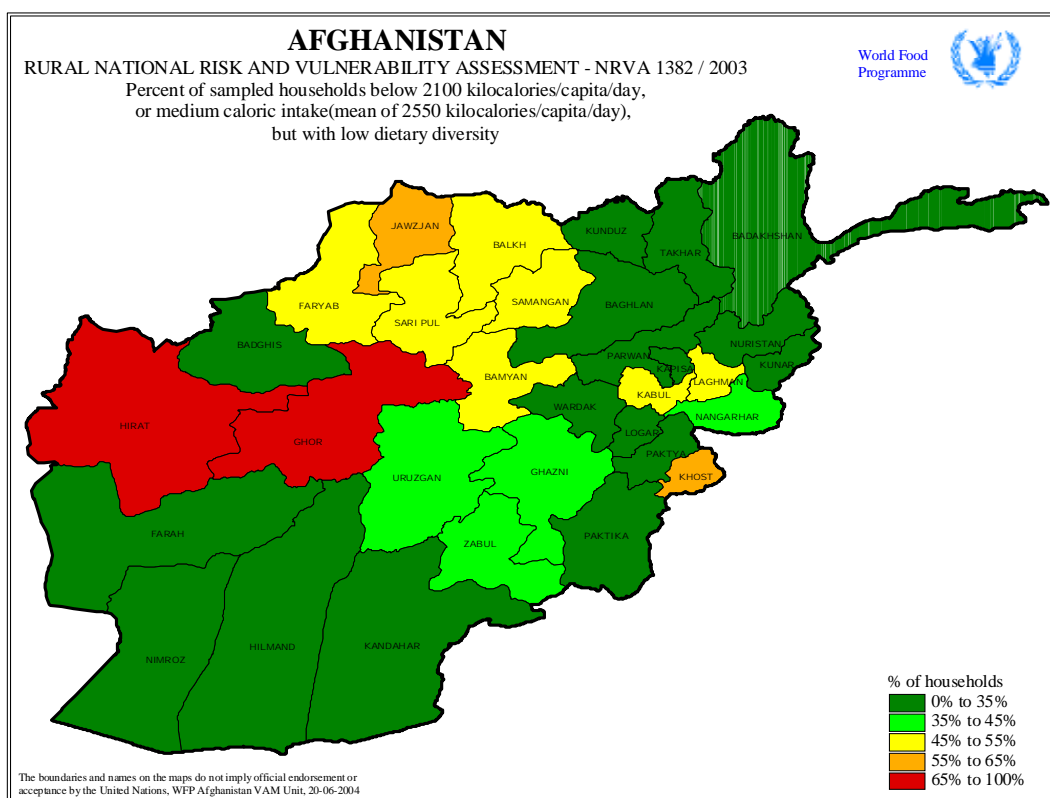 AFGHANISTAN
RURAL NATIONAL RISK AND VULNERABILITY ASSESSMENT - NRVA 1382 / 2003
Percent of sampled households below 2100 kilocalories/capita/day,
or medium caloric intake(mean of 2550 kilocalories/capita/day),
but with low dietary diversity
World Food
Programme
JAWZJAN
BALKH
KUNDUZ
TAKHAR
BADAKHSHAN
FARYAB
SARI PUL
SAMANGAN
BAGHLAN
BADGHIS
NURISTAN
PARWAN
KAPISA
KUNAR
BAMYAN
LAGHMAN
KABUL
WARDAK
NANGARHAR
HIRAT
GHOR
LOGAR
PAKTYA
URUZGAN
GHAZNI
KHOST
FARAH
ZABUL
PAKTIKA
NIMROZ
HILMAND
KANDAHAR
% of households
0% to 35%
35% to 45%
45% to 55%
55% to 65%
65% to 100%
The boundaries and names on the maps do not imply official endorsement or
acceptance by the United Nations, WFP Afghanistan VAM Unit, 20-06-2004